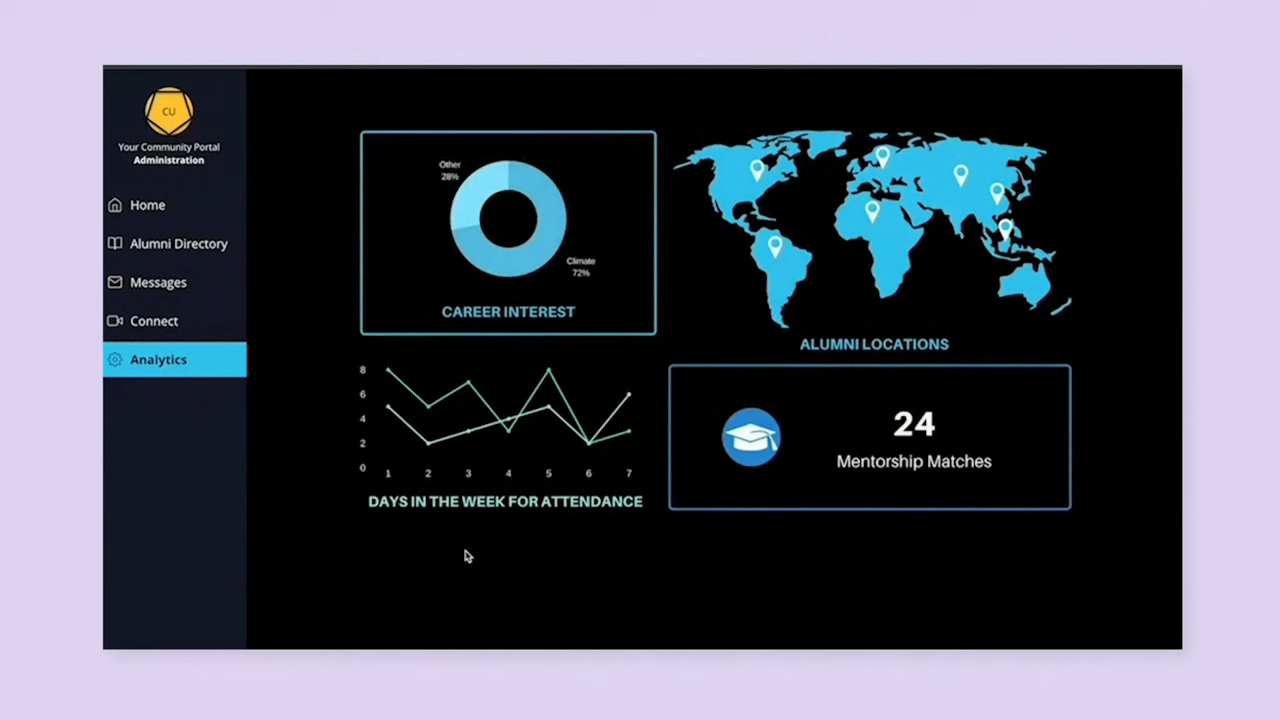 CU
Your Community Portal
Administration
Home
Alumni Directory
Messages
Connect
Analytics
Other
28%
Climate
72%
CAREER INTEREST
ALUMNI LOCATIONS
8
6
4
2
0
1 2 3 4 5 6 7
DAYS IN THE WEEK FOR ATTENDANCE
24
Mentorship Matches